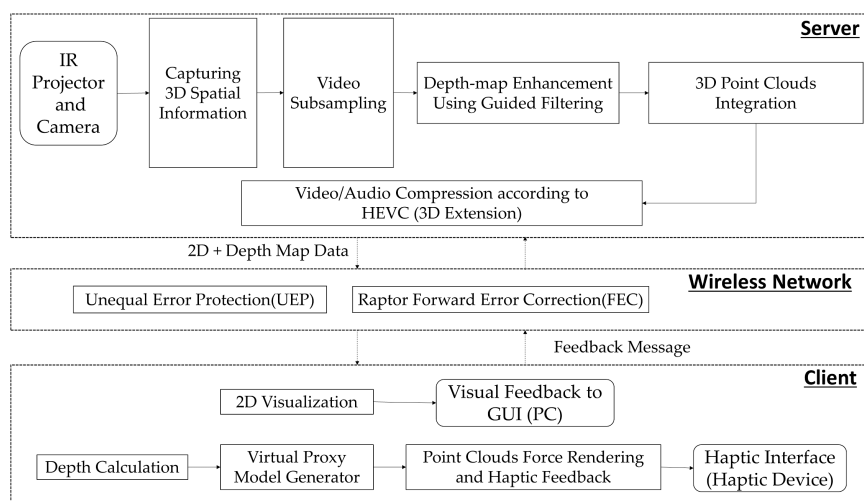 Server
IR
Projector
and
Camera
Capturing
3D Spatial
Information
Video
Subsampling
Depth-map Enhancement
Using Guided Filtering
3D Point Clouds
Integration
Video/Audio Compression according to
HEVC (3D Extension)
2D + Depth Map Data
Wireless Network
Unequal Error Protection(UEP)
Raptor Forward Error Correction(FEC)
Feedback Message
Client
2D Visualization
Visual Feedback to
GUI (PC)
Depth Calculation
Virtual Proxy
Model Generator
Point Clouds Force Rendering
and Haptic Feedback
Haptic Interface
(Haptic Device)